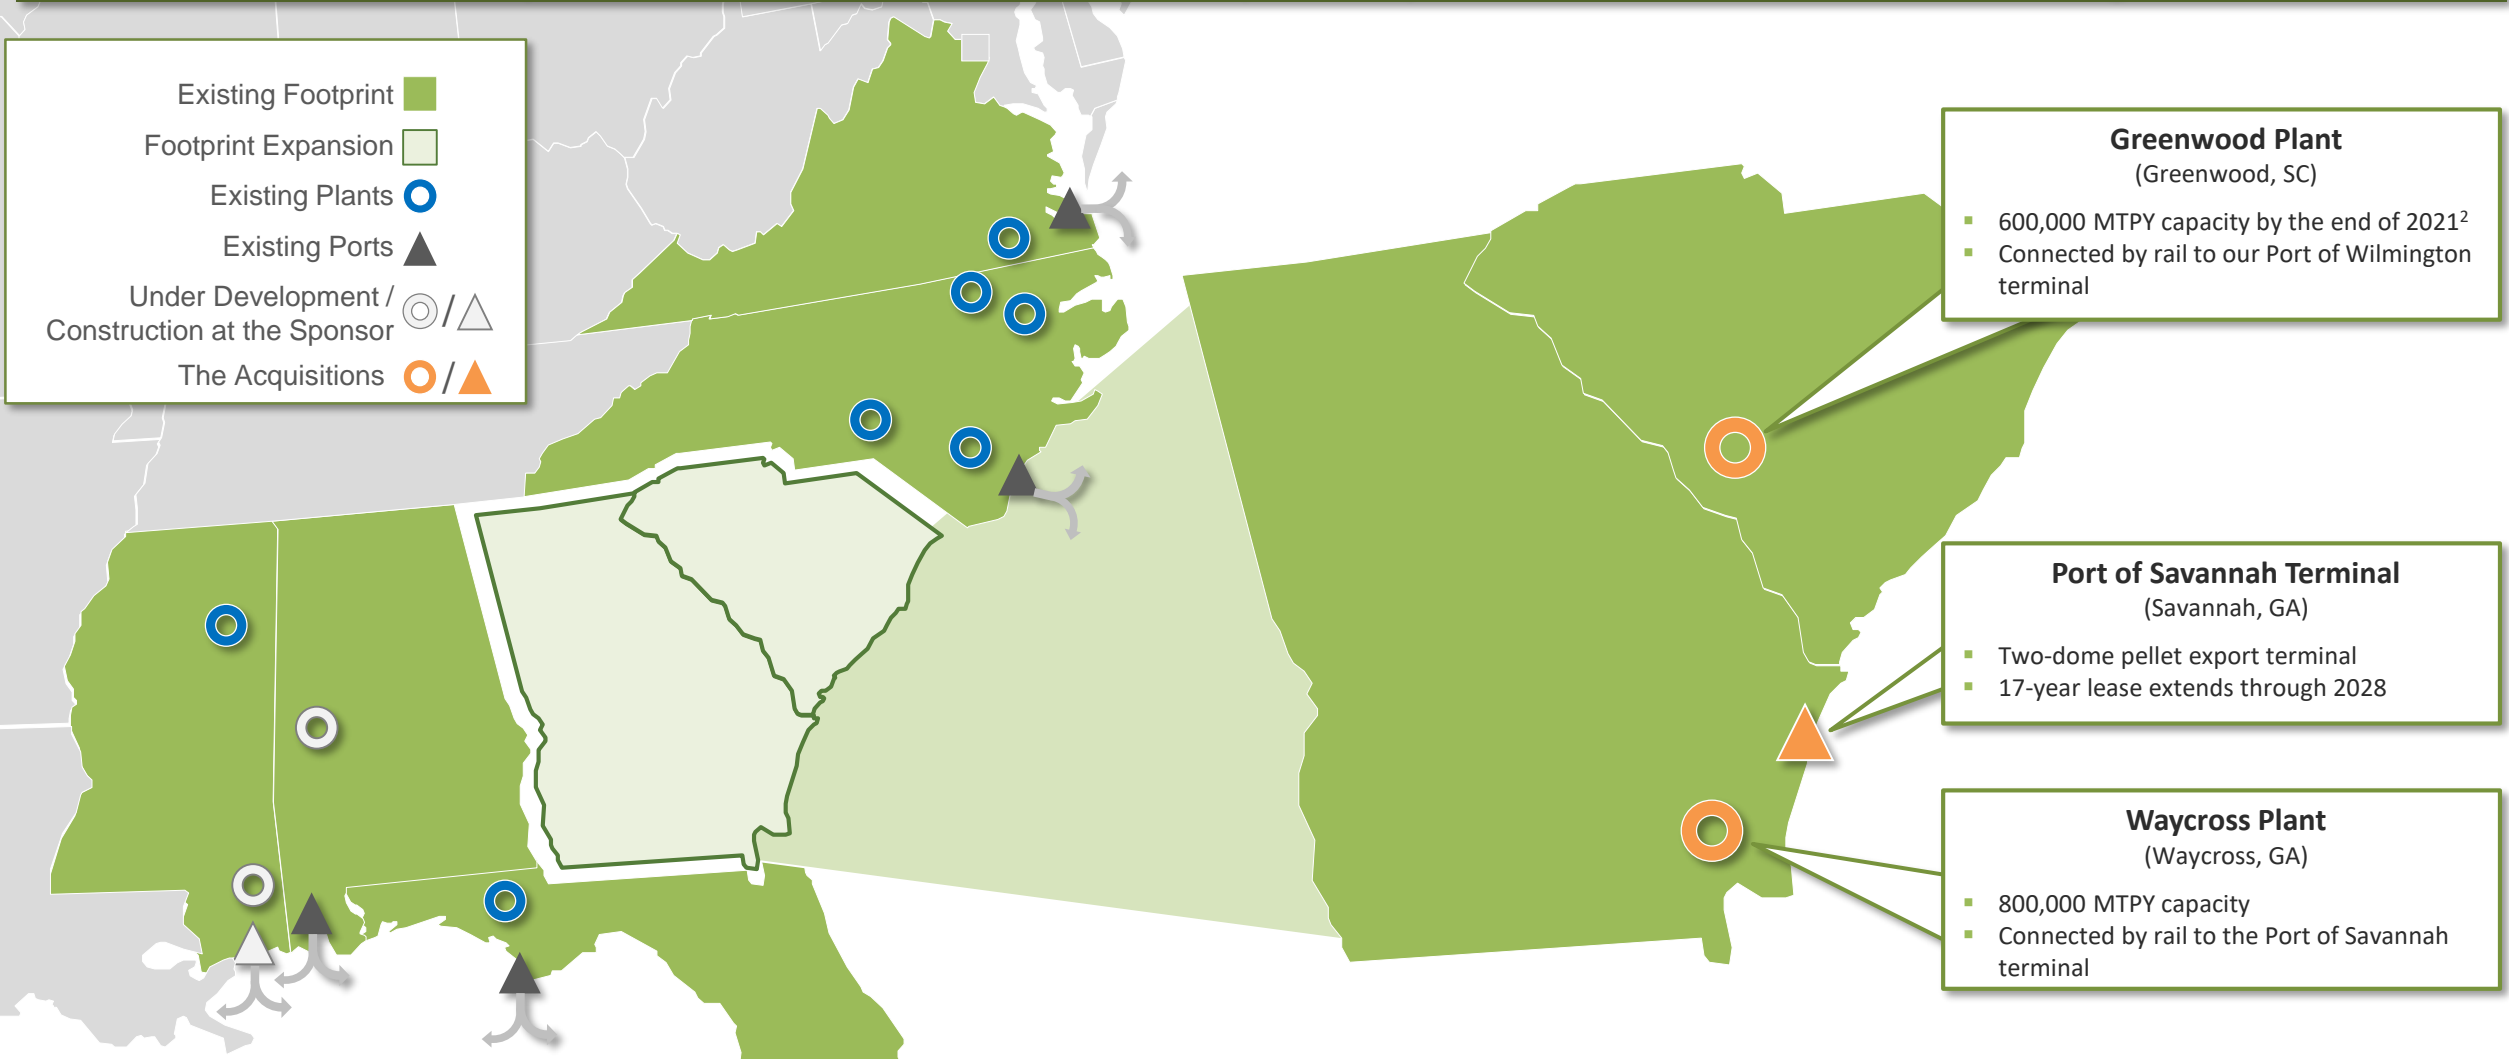 Existing Footprint
Footprint Expansion
Existing Plants
Existing Ports
Under Development /
Construction at the Sponsor
/
The Acquisitions
/
Greenwood Plant
(Greenwood, SC)
▪ 600,000 MTPY capacity by the end of 2021²
▪ Connected by rail to our Port of Wilmington
terminal
Port of Savannah Terminal
(Savannah, GA)
▪ Two-dome pellet export terminal
▪ 17-year lease extends through 2028
Waycross Plant
(Waycross, GA)
▪ 800,000 MTPY capacity
▪ Connected by rail to the Port of Savannah
terminal